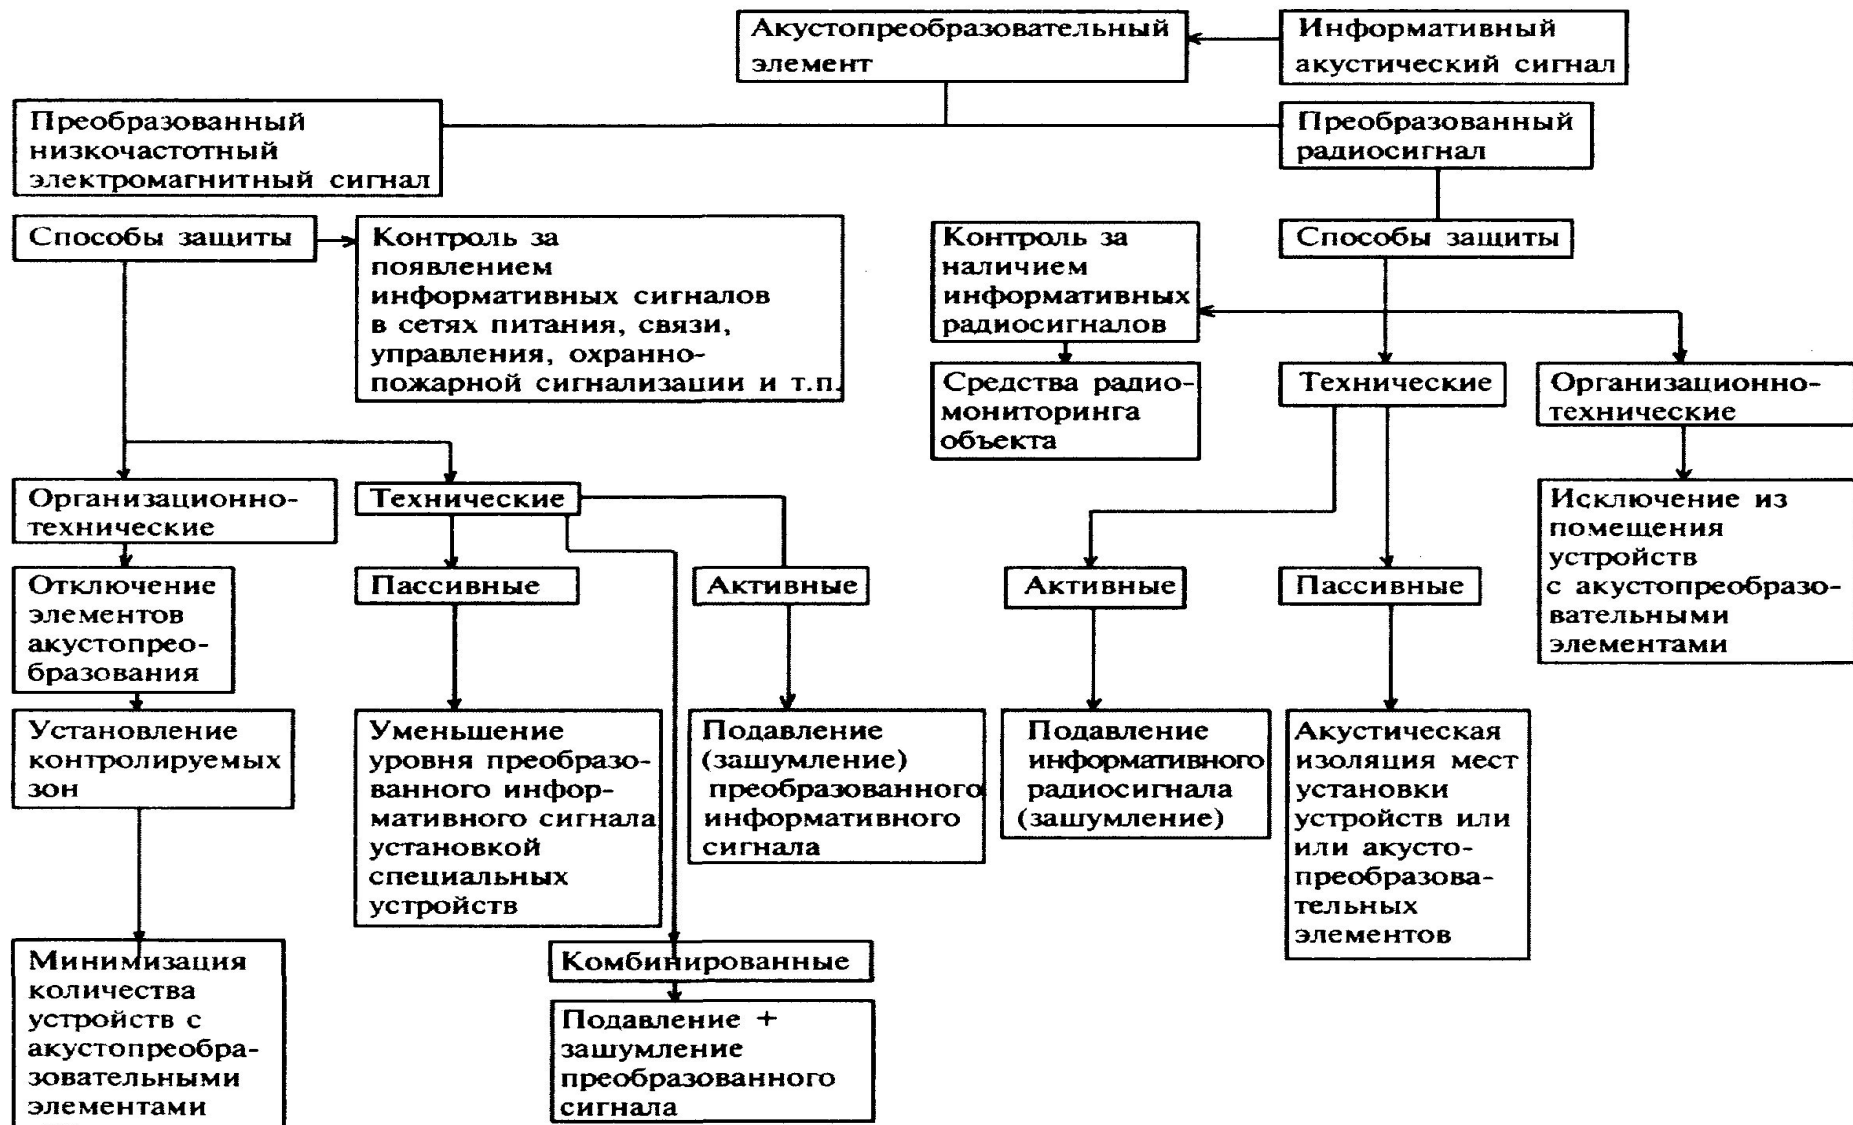 Акустопреобразовательный
элемент
Информативный
акустический сигнал
Преобразованный
низкочастотный
электромагнитный сигнал
Преобразованный
радиосигнал
Способы защиты
Контроль за
появлением
информативных сигналов
в сетях питания, связи,
управления, охранно-
пожарной сигнализации и т.п.
Контроль за
наличием
информативных
радиосигналов
Способы защиты
Средства радио-
мониторинга
объекта
Технические
Организационно-
технические
Организационно-
технические
Технические
Исключение из
помещения
устройств
с акустопреобразо-
вательными
элементами
Отключение
элементов
акустопрео-
бразования
Пассивные
Активные
Активные
Пассивные
Установление
контролируемых
зон
Уменьшение
уровня преобразо-
ванного инфор-
мативного сигнала
установкой
специальных
устройств
Подавление
(зашумление)
преобразованного
информативного
сигнала
Подавление
информативного
радиосигнала
(зашумление)
Акустическая
изоляция мест
установки
устройств или
или акусто-
преобразова-
тельных
элементов
Минимизация
количества
устройств с
акустопреобра-
зовательными
элементами
Комбинированные
Подавление +
зашумление
преобразованного
сигнала